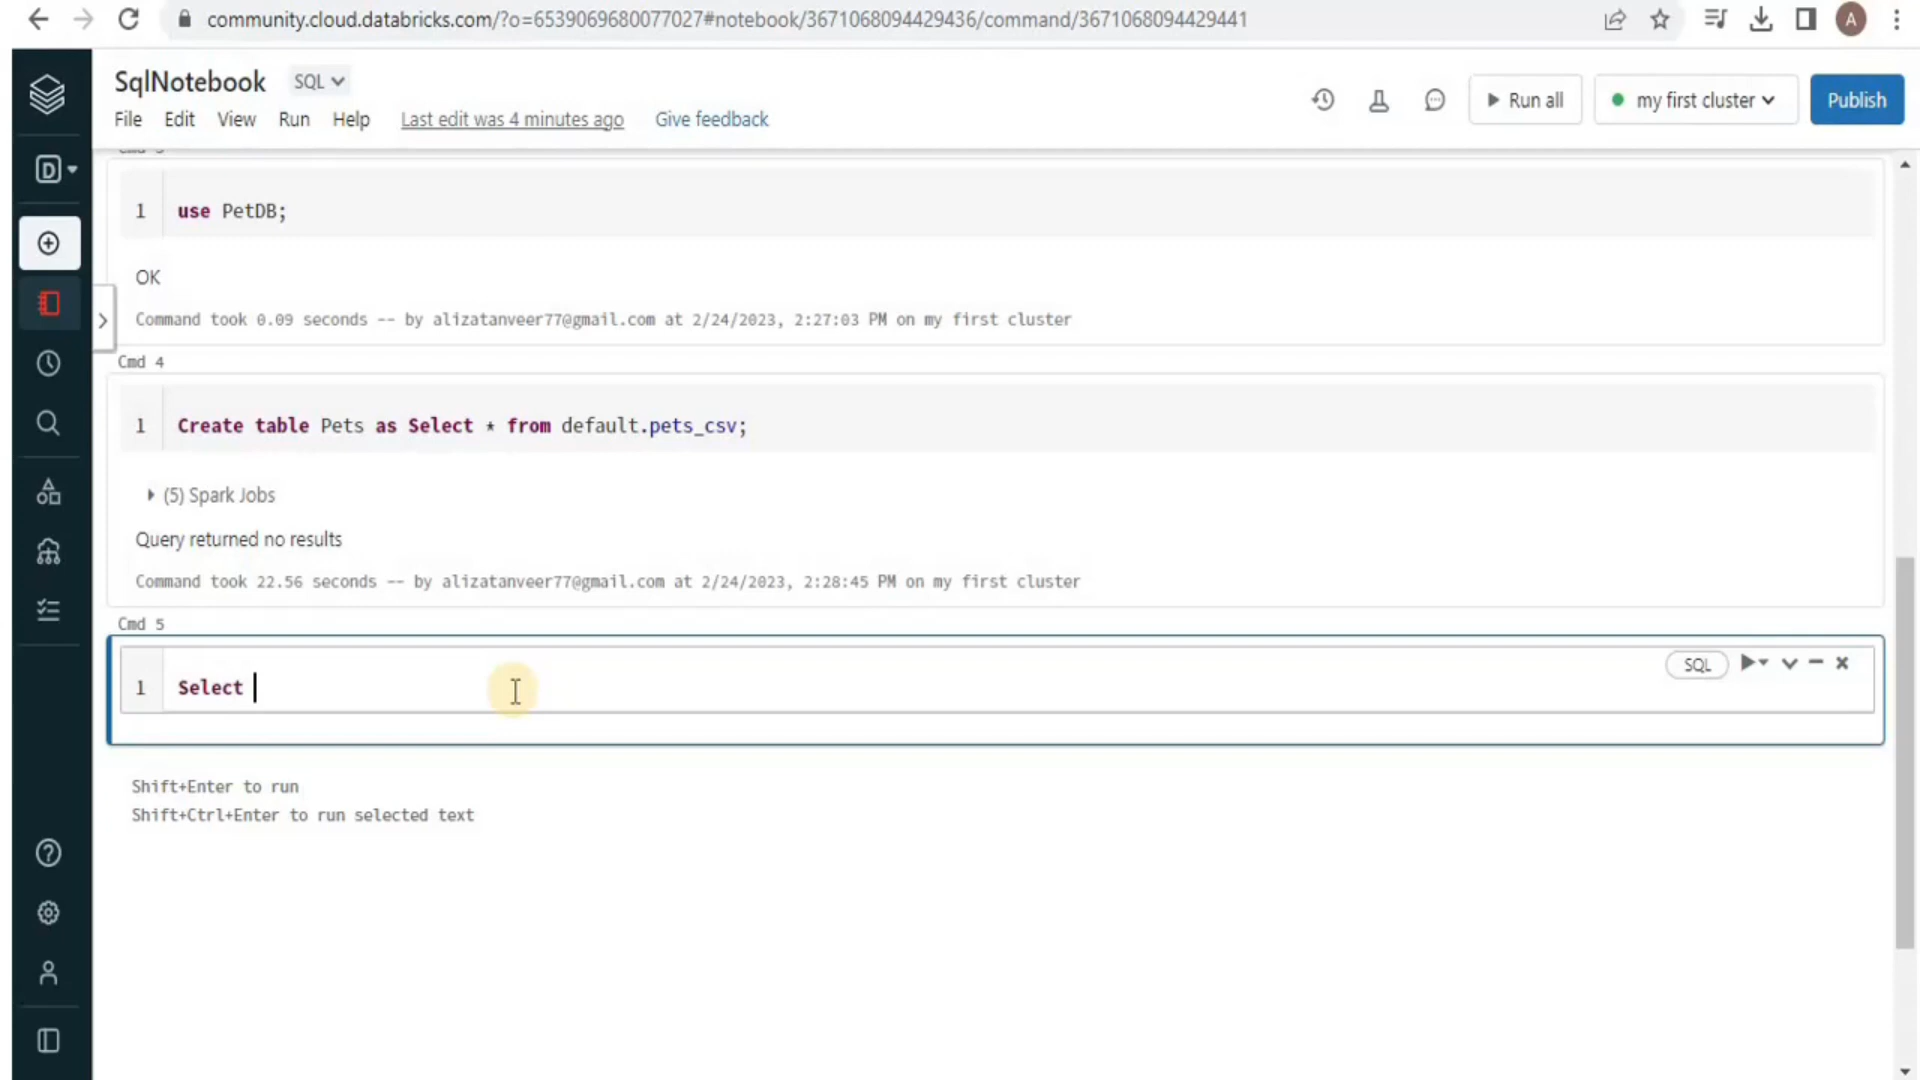 community.cloud.databricks.com/?o=6539069680077027#notebook/3671068094429436/command/3671068094429441
A
SqlNotebook SQL
File Edit View Run Help Last edit was 4 minutes ago Give feedback
Run all my first cluster Publish
D
1 use PetDB;
OK
Command took 0.09 seconds -- by alizatanveer77@gmail.com at 2/24/2023, 2:27:03 PM on my first cluster
Cmd 4
1 Create table Pets as Select * from default.pets_csv;
(5) Spark Jobs
Query returned no results
Command took 22.56 seconds -- by alizatanveer77@gmail.com at 2/24/2023, 2:28:45 PM on my first cluster
Cmd 5
SQL
1 Select
Shift+Enter to run
Shift+Ctrl+Enter to run selected text